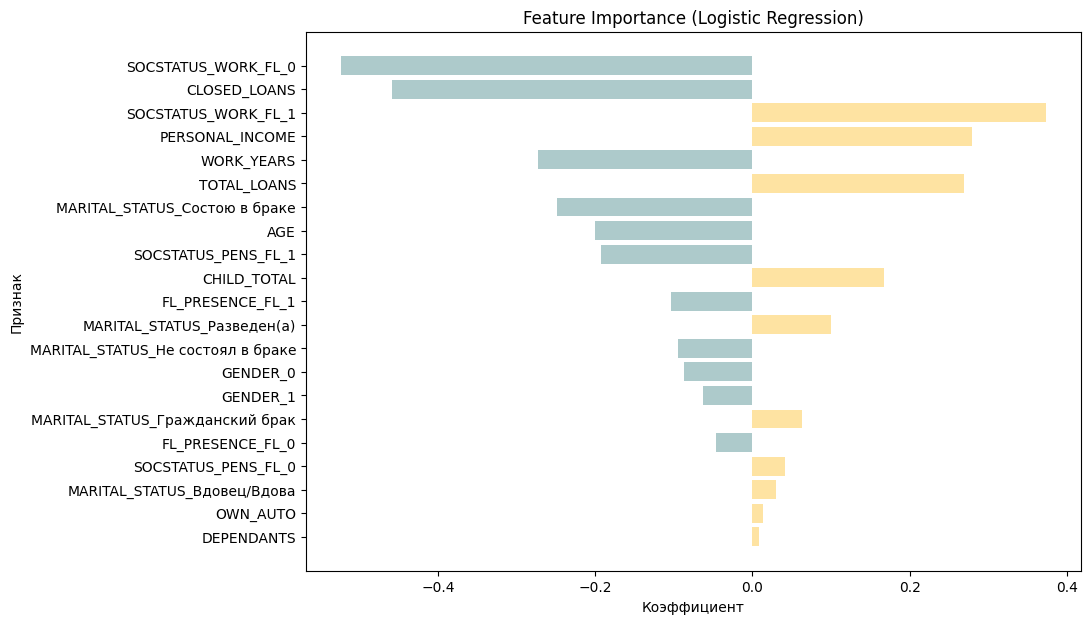 Feature Importance (Logistic Regression)
Признак
SOCSTATUS_WORK_FL_0
CLOSED_LOANS
SOCSTATUS_WORK_FL_1
PERSONAL_INCOME
WORK_YEARS
TOTAL_LOANS
MARITAL_STATUS_Состою в браке
AGE
SOCSTATUS_PENS_FL_1
CHILD_TOTAL
FL_PRESENCE_FL_1
MARITAL_STATUS_Разведен(а)
MARITAL_STATUS_Не состоял в браке
GENDER_0
GENDER_1
MARITAL_STATUS_Гражданский брак
FL_PRESENCE_FL_0
SOCSTATUS_PENS_FL_0
MARITAL_STATUS_Вдовец/Вдова
OWN_AUTO
DEPENDANTS
−0.4 −0.2 0.0 0.2 0.4
Коэффициент